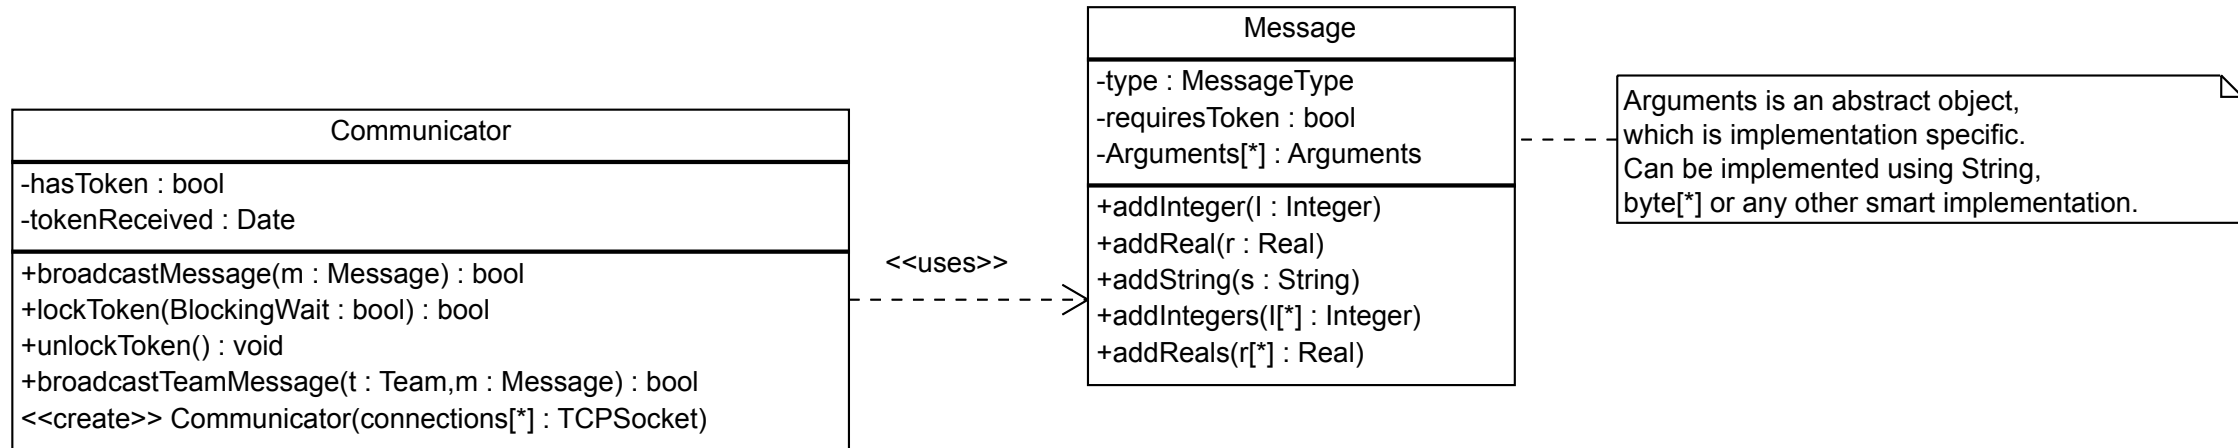 Communicator
-hasToken : bool
-tokenReceived : Date
+broadcastMessage(m : Message) : bool
+lockToken(BlockingWait : bool) : bool
+unlockToken() : void
+broadcastTeamMessage(t : Team,m : Message) : bool
<<create>> Communicator(connections[*] : TCPSocket)
<<uses>>
Message
-type : MessageType
-requiresToken : bool
-Arguments[*] : Arguments
+addInteger(I : Integer)
+addReal(r : Real)
+addString(s : String)
+addIntegers(I[*] : Integer)
+addReals(r[*] : Real)
Arguments is an abstract object,
which is implementation specific.
Can be implemented using String,
byte[*] or any other smart implementation.